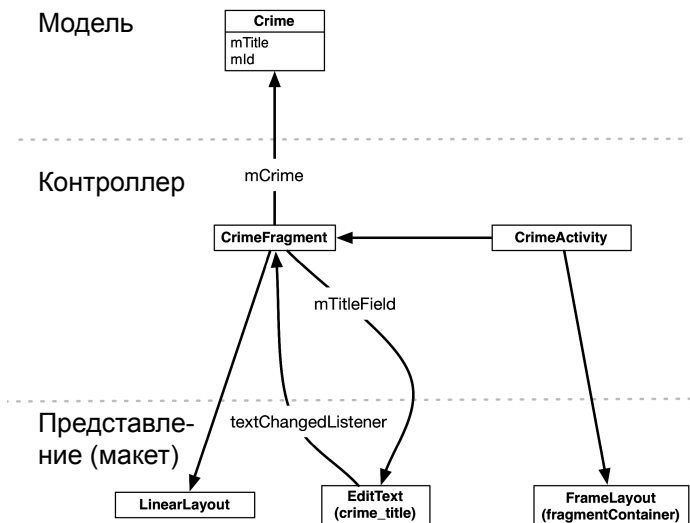 Модель
Crime
mTitle
mId
Контроллер
mCrime
CrimeFragment
CrimeActivity
mTitleField
Представле-
ние (макет)
textChangedListener
LinearLayout
EditText
(crime_title)
FrameLayout
(fragmentContainer)